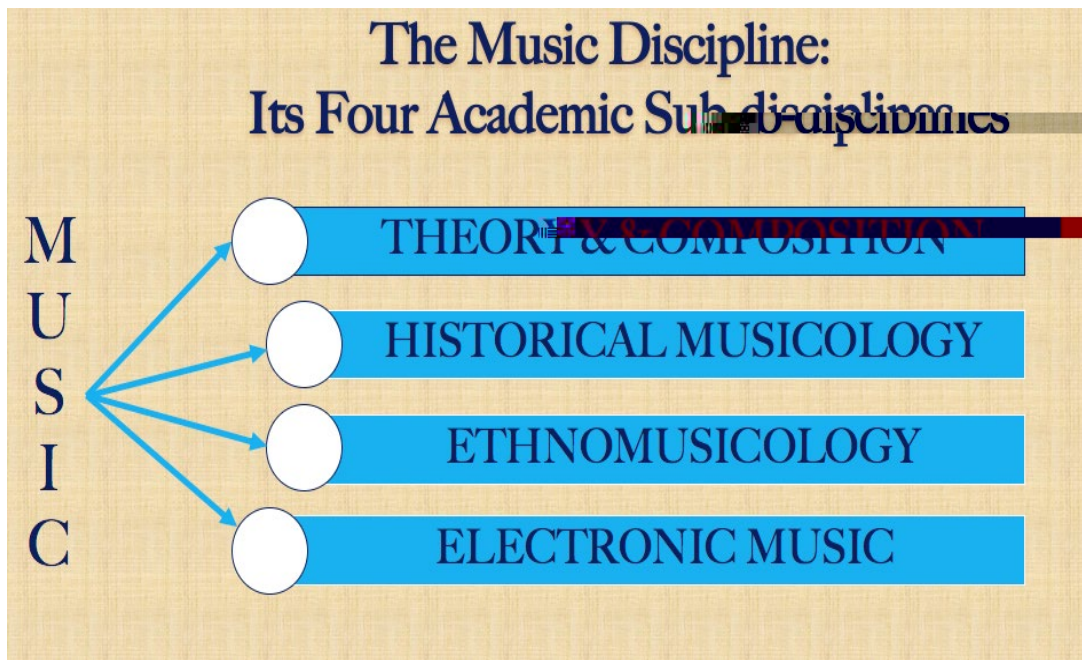 The Music Discipline:
Its Four Academic Sub-disciplines
M
U
S
I
C
THEORY & COMPOSITION
HISTORICAL MUSICOLOGY
ETHNOMUSICOLOGY
ELECTRONIC MUSIC